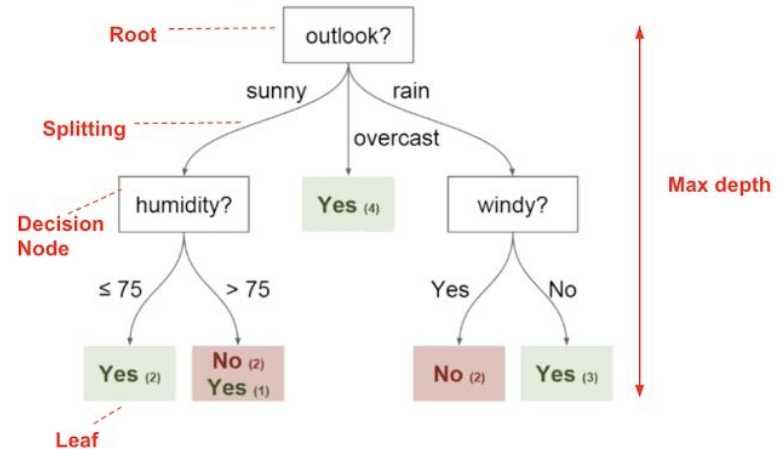 Root
outlook?
sunny
rain
Splitting
overcast
Max depth
humidity?
Yes (4)
windy?
Decision
Node
≤ 75
> 75
Yes
No
Yes (2)
No (2)
Yes (1)
No (2)
Yes (3)
Leaf